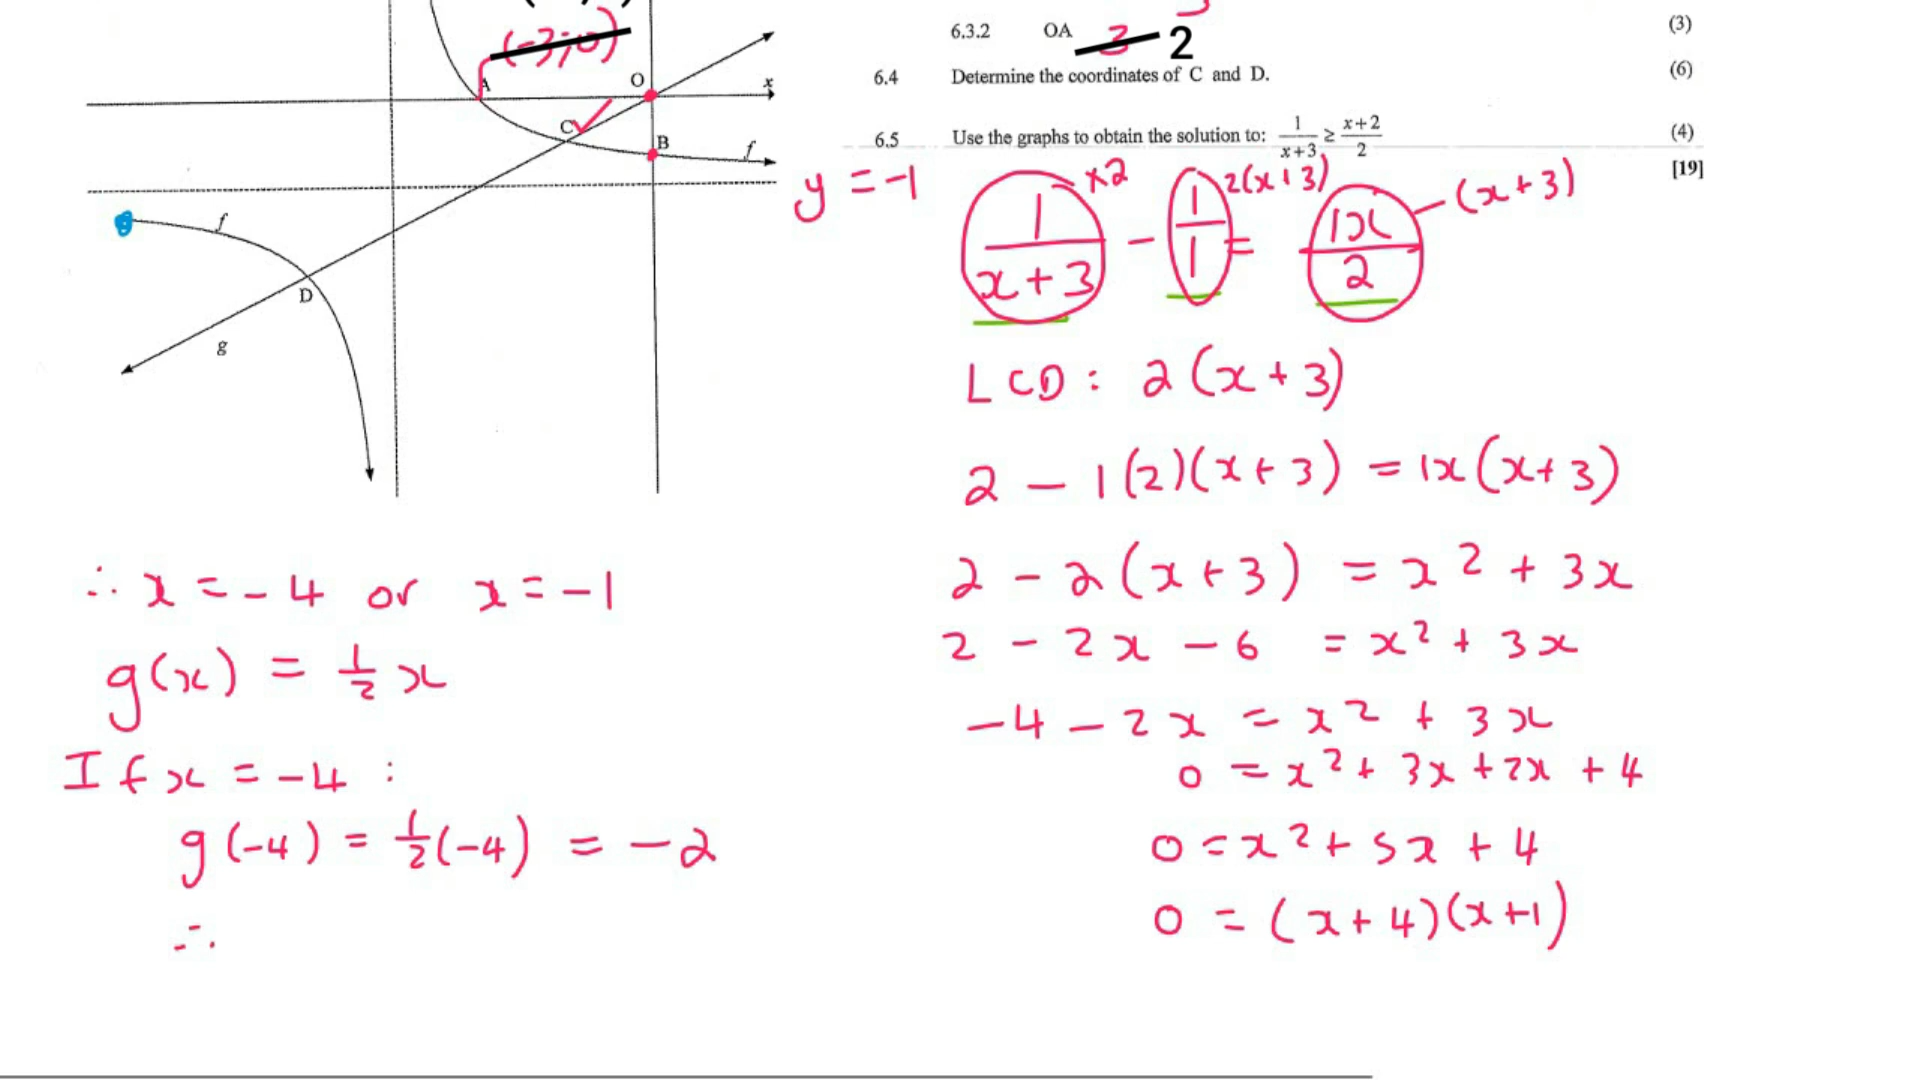 (-3;0)
A
O
x
C
B
f
f
D
g
6.3.2 OA 3 2 (3)
6.4 Determine the coordinates of C and D. (6)
6.5 Use the graphs to obtain the solution to: 1/(x+3) ≥ (x+2)/2 (4)
[19]
y = -1
1/(x+3) ×2 - 1/1 2(x+3) = 1x/2 (x+3)
LCD: 2(x+3)
2 - 1(2)(x+3) = 1x(x+3)
2 - 2(x+3) = x² + 3x
2 - 2x - 6 = x² + 3x
-4 - 2x = x² + 3x
0 = x² + 3x + 2x + 4
0 = x² + 5x + 4
0 = (x+4)(x+1)
∴ x = -4 or x = -1
g(x) = 1/2 x
If x = -4 :
g(-4) = 1/2(-4) = -2
∴